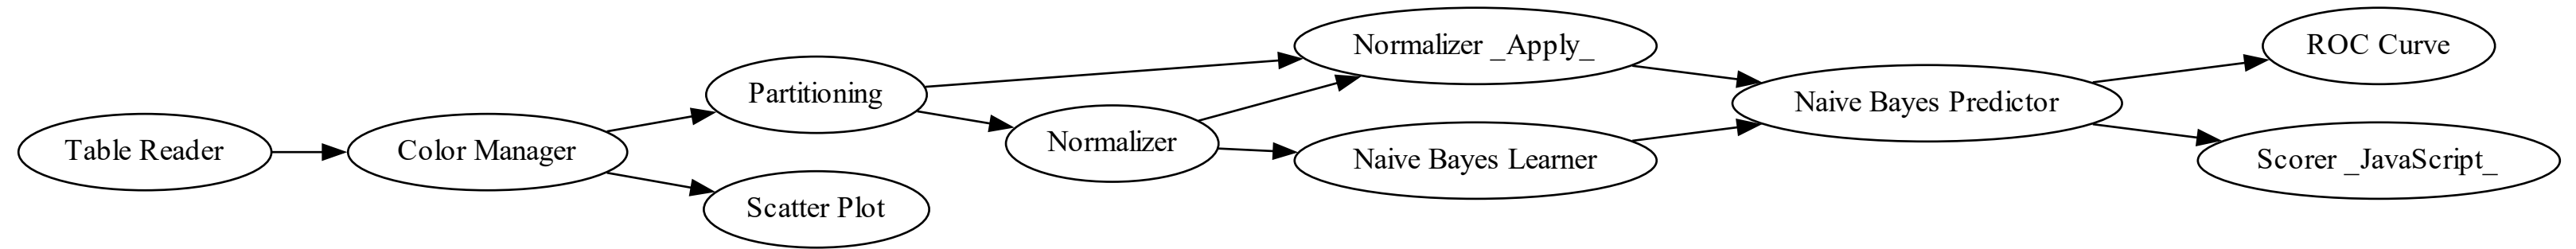 Table Reader
Color Manager
Partitioning
Scatter Plot
Normalizer
Normalizer _Apply_
Naive Bayes Learner
Naive Bayes Predictor
ROC Curve
Scorer _JavaScript_